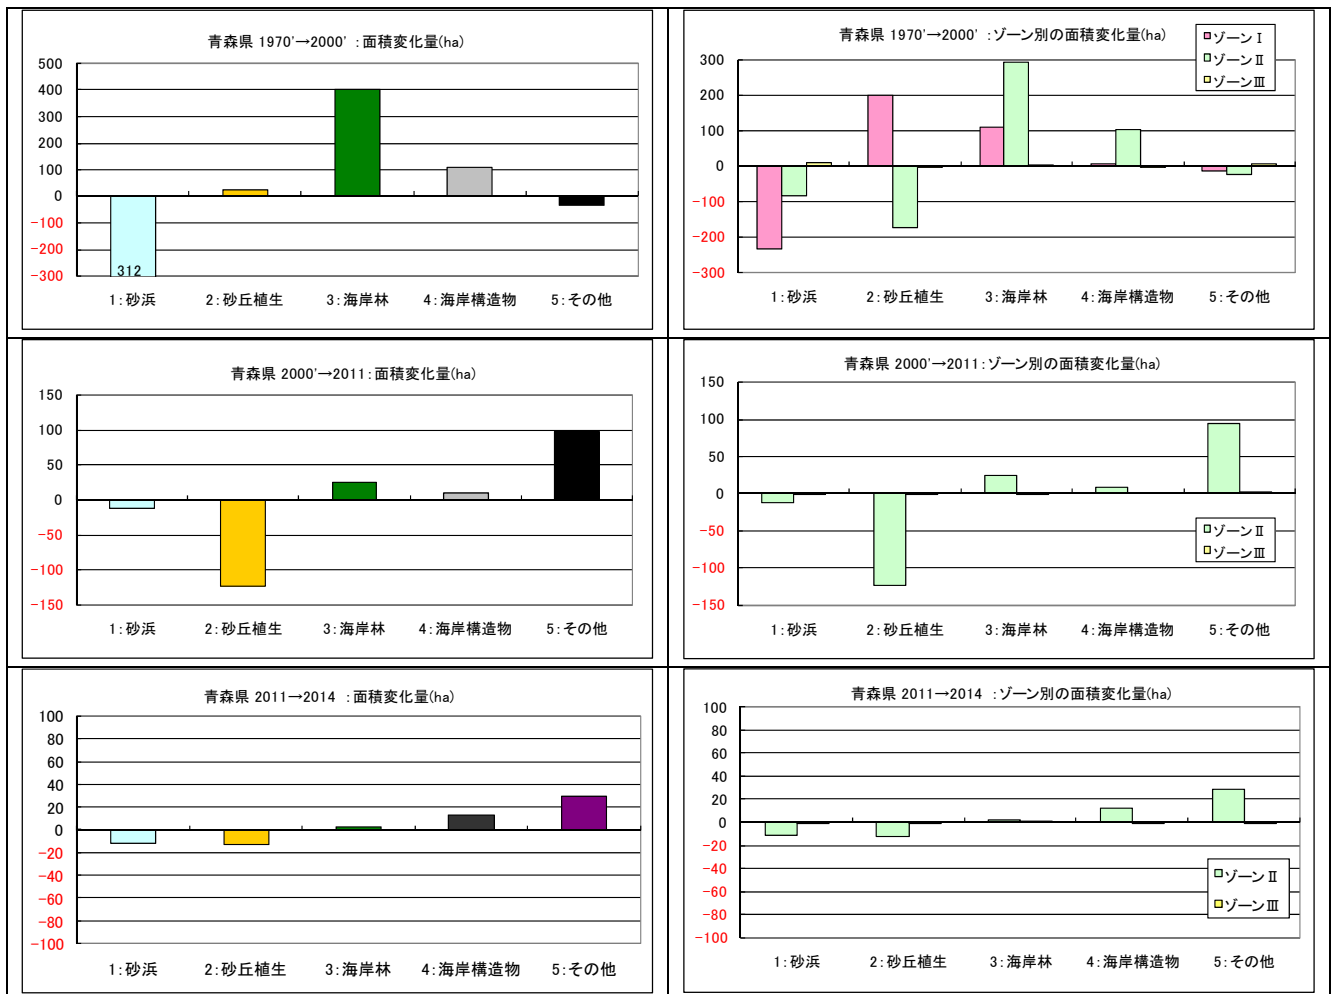 青森県 1970'→2000' :面積変化量(ha)
500
400
300
200
100
0
-100
-200
-300
312
1:砂浜 2:砂丘植生 3:海岸林 4:海岸構造物 5:その他
青森県 1970'→2000' :ゾーン別の面積変化量(ha)
ゾーンⅠ
ゾーンⅡ
ゾーンⅢ
300
200
100
0
-100
-200
-300
1:砂浜 2:砂丘植生 3:海岸林 4:海岸構造物 5:その他
青森県 2000'→2011:面積変化量(ha)
150
100
50
0
-50
-100
-150
1:砂浜 2:砂丘植生 3:海岸林 4:海岸構造物 5:その他
青森県 2000'→2011:ゾーン別の面積変化量(ha)
150
100
50
0
-50
-100
-150
ゾーンⅡ
ゾーンⅢ
1:砂浜 2:砂丘植生 3:海岸林 4:海岸構造物 5:その他
青森県 2011→2014 :面積変化量(ha)
100
80
60
40
20
0
-20
-40
-60
-80
-100
1:砂浜 2:砂丘植生 3:海岸林 4:海岸構造物 5:その他
青森県 2011→2014 :ゾーン別の面積変化量(ha)
100
80
60
40
20
0
-20
-40
-60
-80
-100
ゾーンⅡ
ゾーンⅢ
1:砂浜 2:砂丘植生 3:海岸林 4:海岸構造物 5:その他